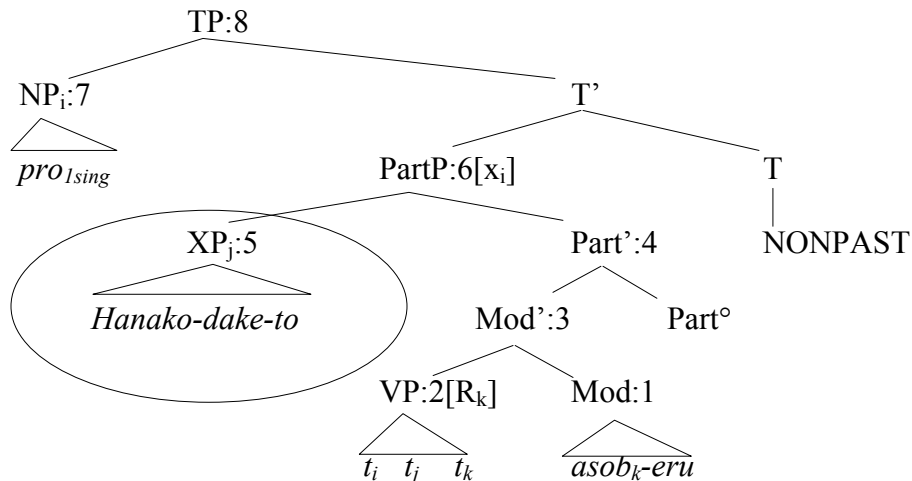 TP:8
NPi:7 T’
pro1sing PartP:6[xi] T
XPj:5 Part’:4 NONPAST
Hanako-dake-to Mod’:3 Part°
VP:2[Rk] Mod:1
ti tj tk asobk-eru